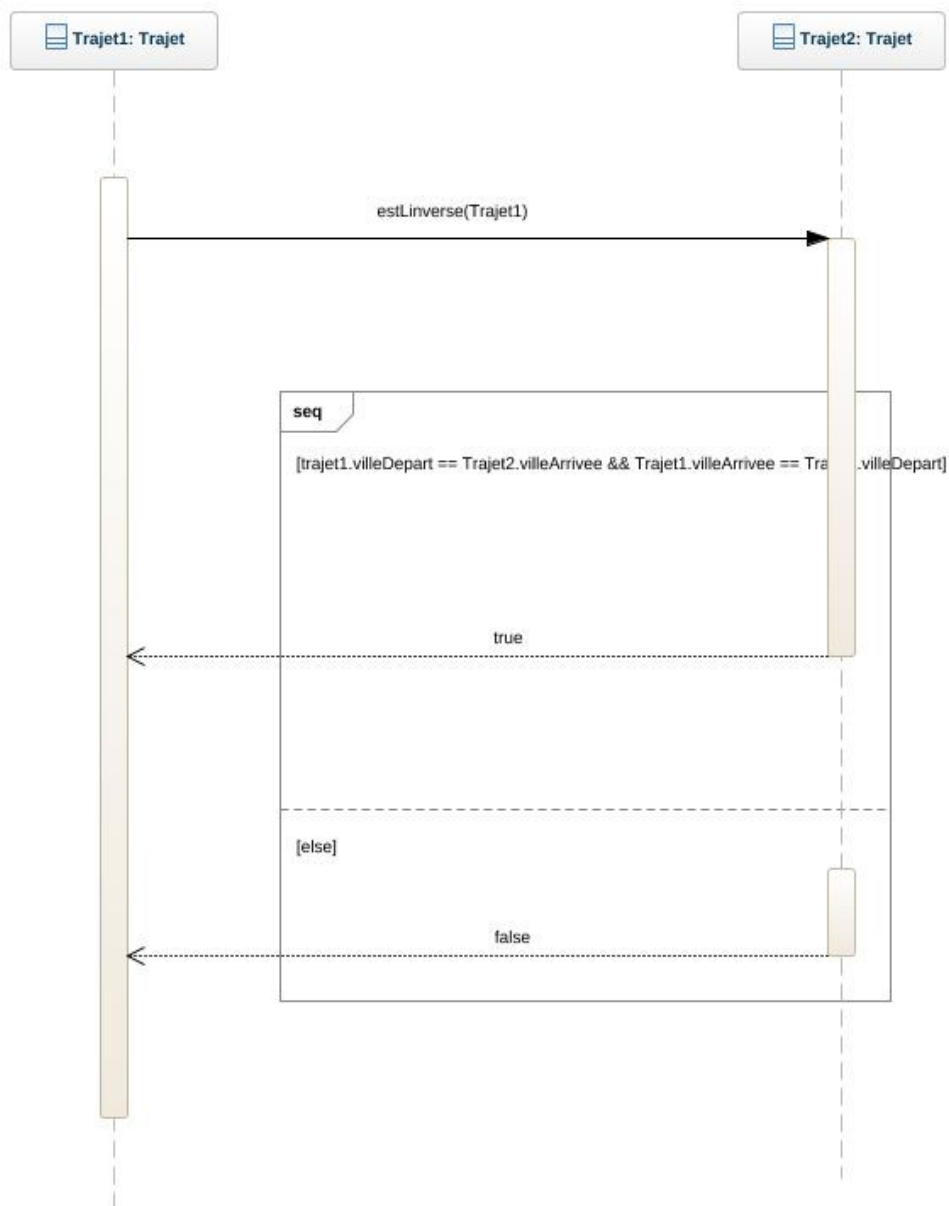 Trajet1: Trajet
Trajet2: Trajet
estLinverse(Trajet1)
seq
[trajet1.villeDepart == Trajet2.villeArrivee && Trajet1.villeArrivee == Tra .villeDepart]
true
[else]
false